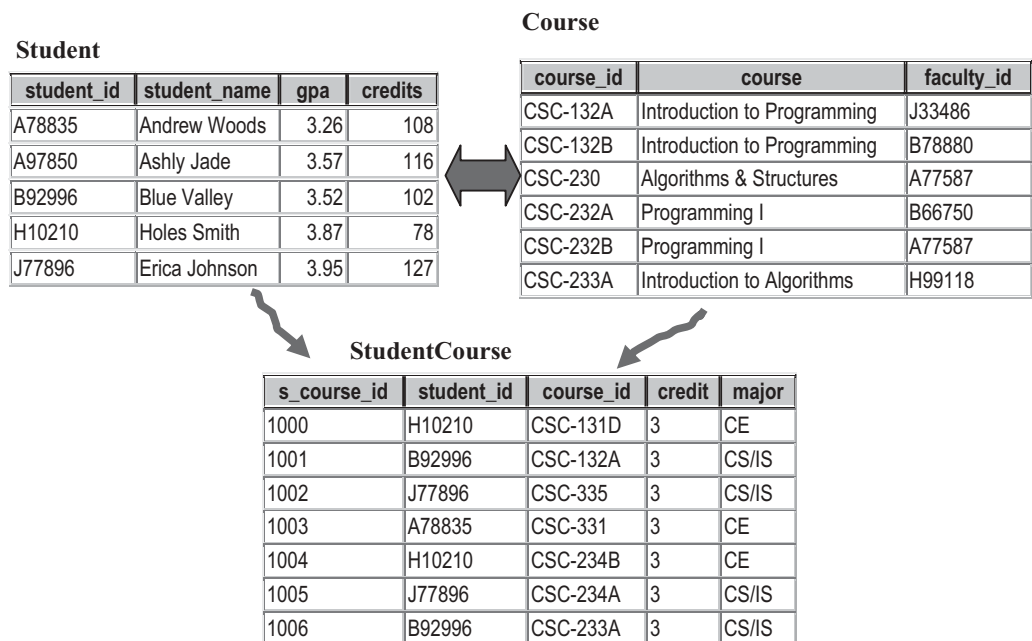 Student
student_id student_name gpa credits
A78835 Andrew Woods 3.26 108
A97850 Ashly Jade 3.57 116
B92996 Blue Valley 3.52 102
H10210 Holes Smith 3.87 78
J77896 Erica Johnson 3.95 127
Course
course_id course faculty_id
CSC-132A Introduction to Programming J33486
CSC-132B Introduction to Programming B78880
CSC-230 Algorithms & Structures A77587
CSC-232A Programming I B66750
CSC-232B Programming I A77587
CSC-233A Introduction to Algorithms H99118
StudentCourse
s_course_id student_id course_id credit major
1000 H10210 CSC-131D 3 CE
1001 B92996 CSC-132A 3 CS/IS
1002 J77896 CSC-335 3 CS/IS
1003 A78835 CSC-331 3 CE
1004 H10210 CSC-234B 3 CE
1005 J77896 CSC-234A 3 CS/IS
1006 B92996 CSC-233A 3 CS/IS